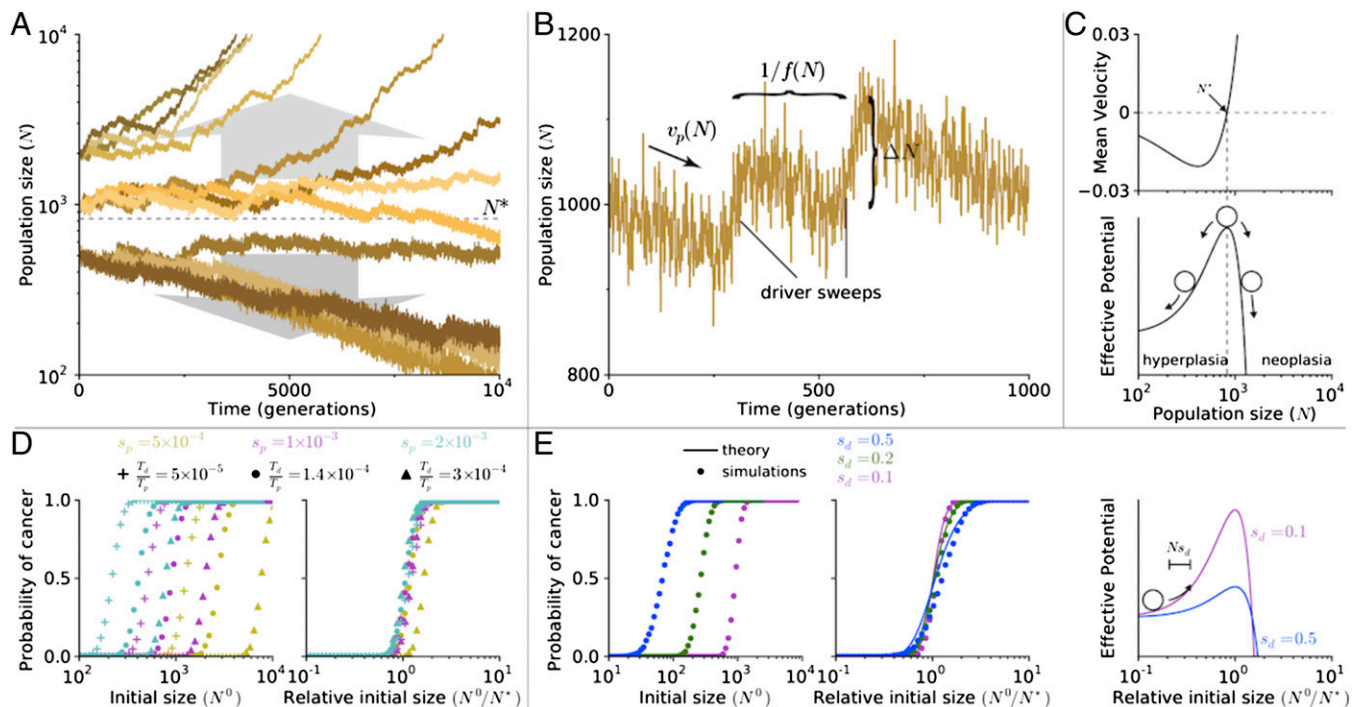 A
10^4
10^3
10^2
Population size (N)
N*
0
5000
10^4
Time (generations)
B
1200
1000
800
Population size (N)
v_p(N)
1/f(N)
ΔN
driver sweeps
0
250
500
750
1000
Time (generations)
C
0.03
0
−0.03
Mean Velocity
N*
Effective Potential
hyperplasia
neoplasia
10^2
10^3
10^4
Population size (N)
D
s_p = 5×10^-4
s_p = 1×10^-3
s_p = 2×10^-3
+ T_d/T_p = 5×10^-5
● T_d/T_p = 1.4×10^-4
▲ T_d/T_p = 3×10^-4
1.0
0.5
0.0
Probability of cancer
10^2
10^3
10^4
Initial size (N^0)
10^-1
10^0
10^1
Relative initial size (N^0/N*)
E
theory
simulations
s_d = 0.5
s_d = 0.2
s_d = 0.1
1.0
0.5
0.0
Probability of cancer
10^1
10^2
10^3
10^4
Initial size (N^0)
10^-1
10^0
10^1
Relative initial size (N^0/N*)
Effective Potential
Ns_d
s_d = 0.1
s_d = 0.5
10^-1
10^0
10^1
Relative initial size (N^0/N*)